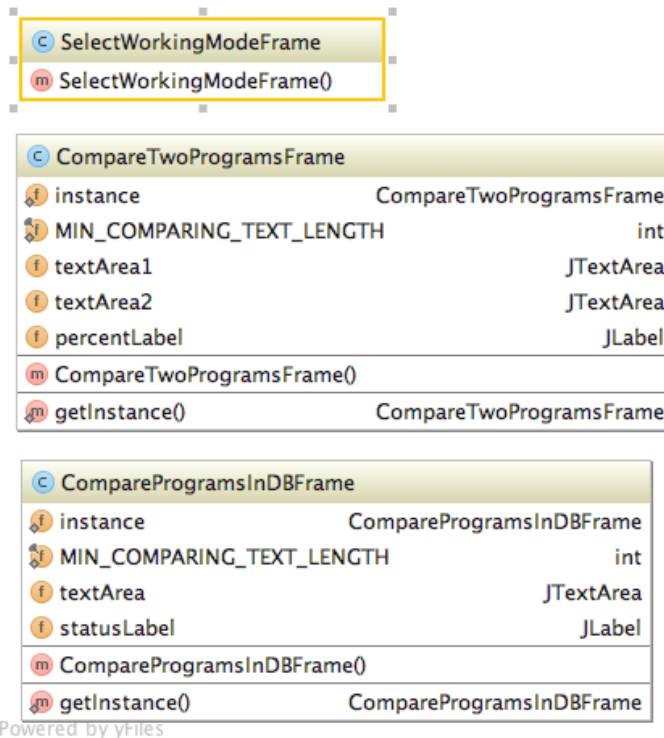 C SelectWorkingModeFrame
m SelectWorkingModeFrame()
C CompareTwoProgramsFrame
f instance CompareTwoProgramsFrame
f MIN_COMPARING_TEXT_LENGTH int
f textArea1 JTextArea
f textArea2 JTextArea
f percentLabel JLabel
m CompareTwoProgramsFrame()
m getInstance() CompareTwoProgramsFrame
C CompareProgramsInDBFrame
f instance CompareProgramsInDBFrame
f MIN_COMPARING_TEXT_LENGTH int
f textArea JTextArea
f statusLabel JLabel
m CompareProgramsInDBFrame()
m getInstance() CompareProgramsInDBFrame
Powered by yFiles